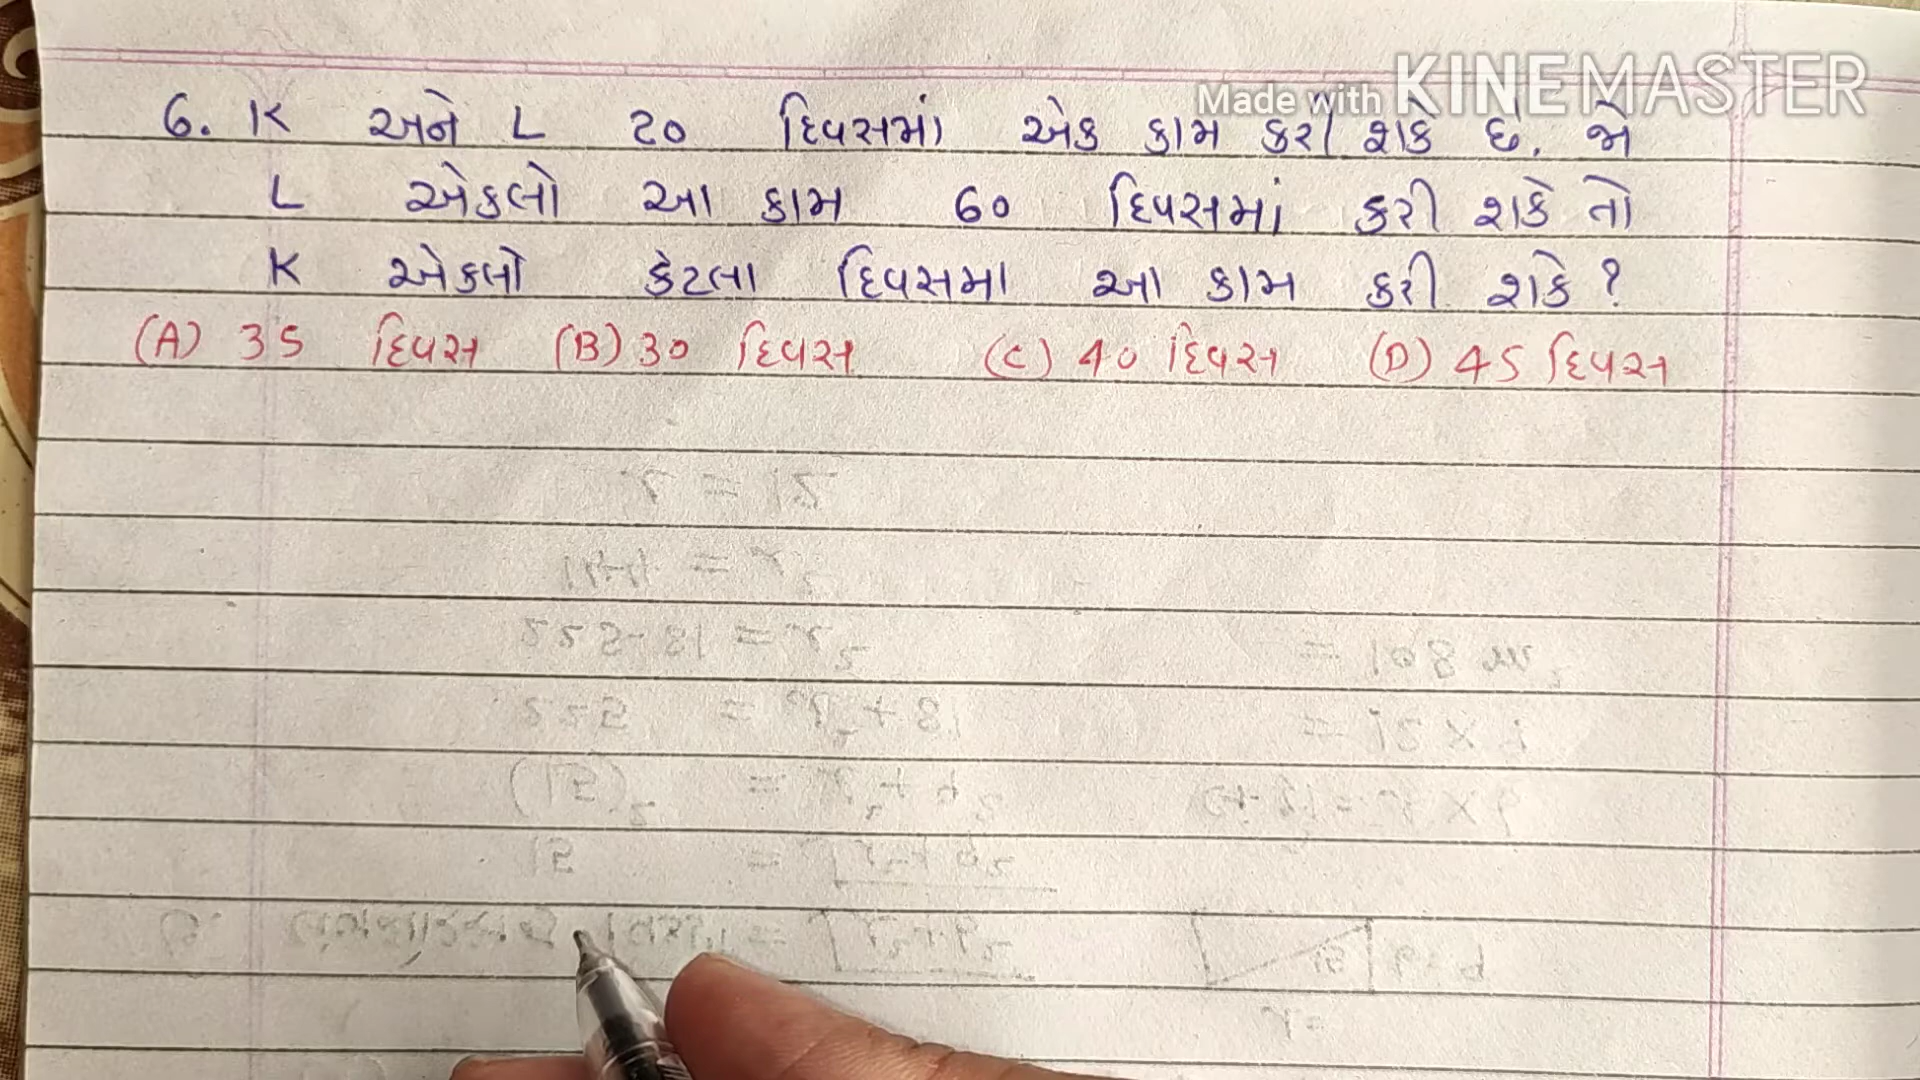 Made with KINEMASTER
6. K અને L 20 દિવસમાં એક કામ કરી શકે છે. જો
L એકલો આ કામ 60 દિવસમાં કરી શકે તો
K એકલો કેટલા દિવસમા આ કામ કરી શકે ?
(A) 35 દિવસ (B) 30 દિવસ (C) 40 દિવસ (D) 45 દિવસ